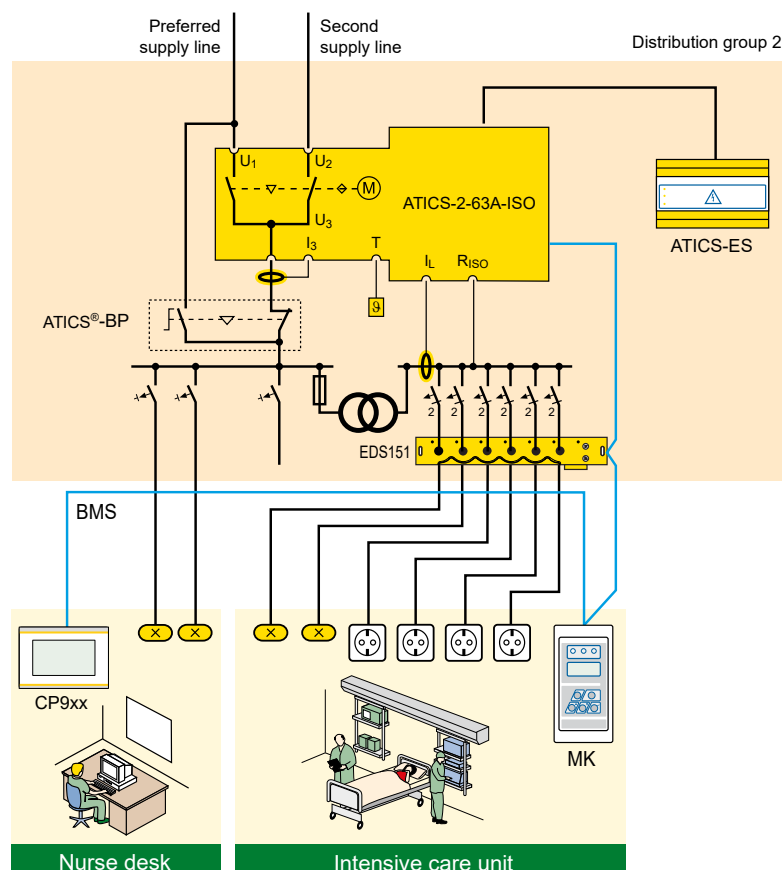 Preferred
supply line
Second
supply line
Distribution group 2
U1
U2
M
U3
ATICS-2-63A-ISO
I3
T
IL
RISO
ϑ
ATICS-ES
ATICS®-BP
2 2 2 2 2 2
EDS151
BMS
CP9xx
MK
Nurse desk
Intensive care unit